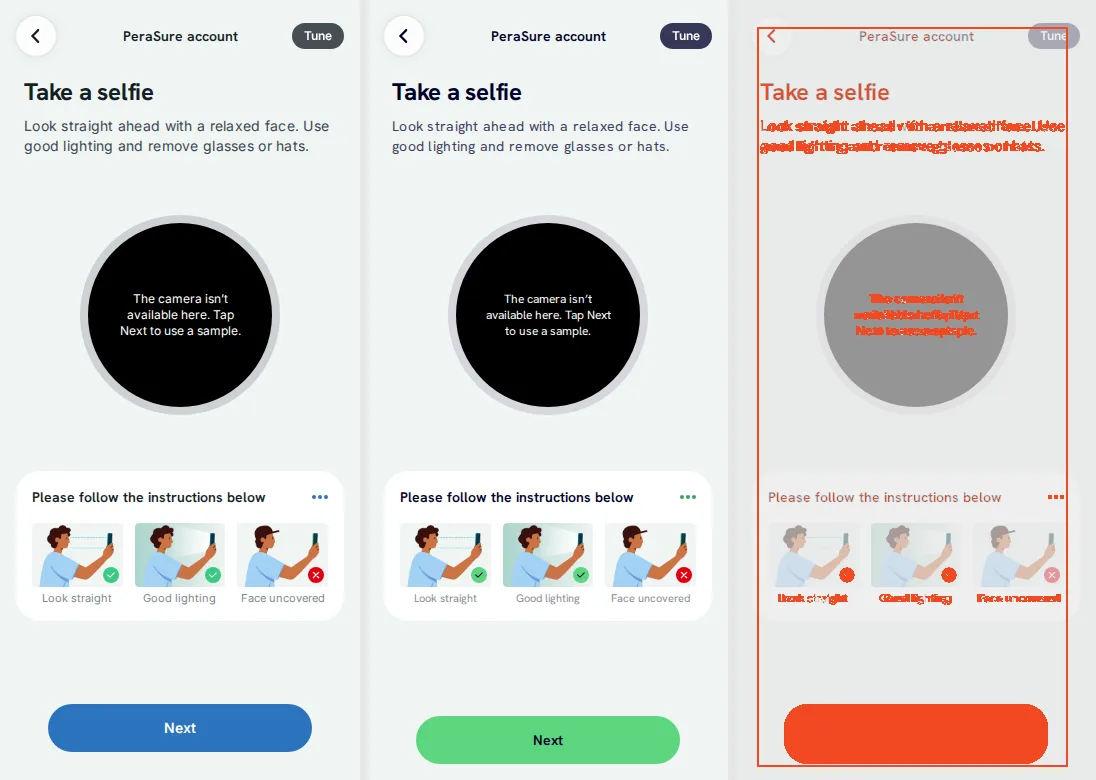 PeraSure account
Tune
Take a selfie
Look straight ahead with a relaxed face. Use
good lighting and remove glasses or hats.
The camera isn't
available here. Tap
Next to use a sample.
Please follow the instructions below
Look straight
Good lighting
Face uncovered
Next
PeraSure account
Tune
Take a selfie
Look straight ahead with a relaxed face. Use
good lighting and remove glasses or hats.
The camera isn't
available here. Tap Next
to use a sample.
Please follow the instructions below
Look straight
Good lighting
Face uncovered
Next
PeraSure account
Tune
Take a selfie
Please follow the instructions below